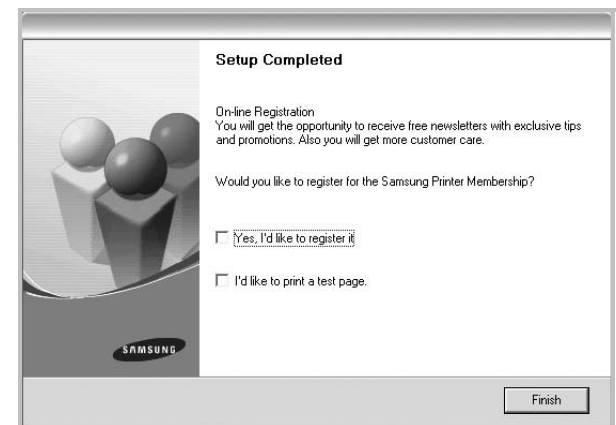 Setup Completed
On-line Registration
You will get the opportunity to receive free newsletters with exclusive tips
and promotions. Also you will get more customer care.
Would you like to register for the Samsung Printer Membership?
Yes, I'd like to register it
I'd like to print a test page.
SAMSUNG
Finish